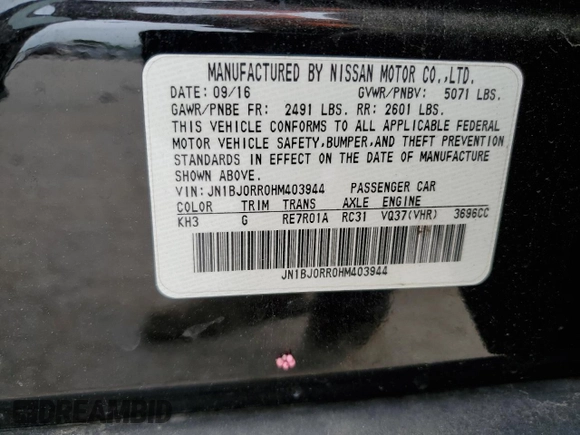 MANUFACTURED BY NISSAN MOTOR CO.,LTD.
DATE: 09/16 GVWR/PNBV: 5071 LBS.
GAWR/PNBE FR: 2491 LBS. RR: 2601 LBS.
THIS VEHICLE CONFORMS TO ALL APPLICABLE FEDERAL
MOTOR VEHICLE SAFETY,BUMPER,AND THEFT PREVENTION
STANDARDS IN EFFECT ON THE DATE OF MANUFACTURE
SHOWN ABOVE.
VIN:JN1BJ0RR0HM403944 PASSENGER CAR
COLOR TRIM TRANS AXLE ENGINE
KH3 G RE7R01A RC31 VQ37(VHR) 3696CC
JN1BJ0RR0HM403944
DREAMBID